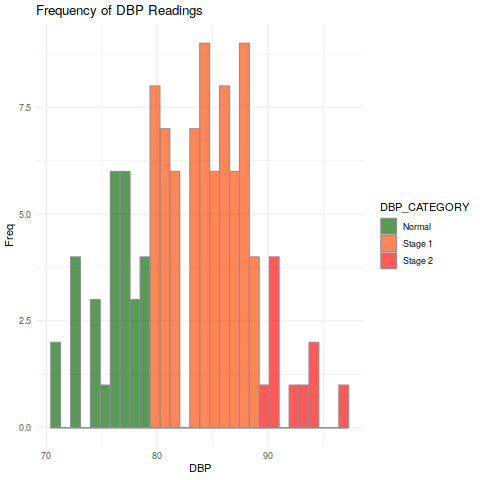 Frequency of DBP Readings
7.5
5.0
2.5
0.0
Freq
70
80
90
DBP
DBP_CATEGORY
Normal
Stage 1
Stage 2